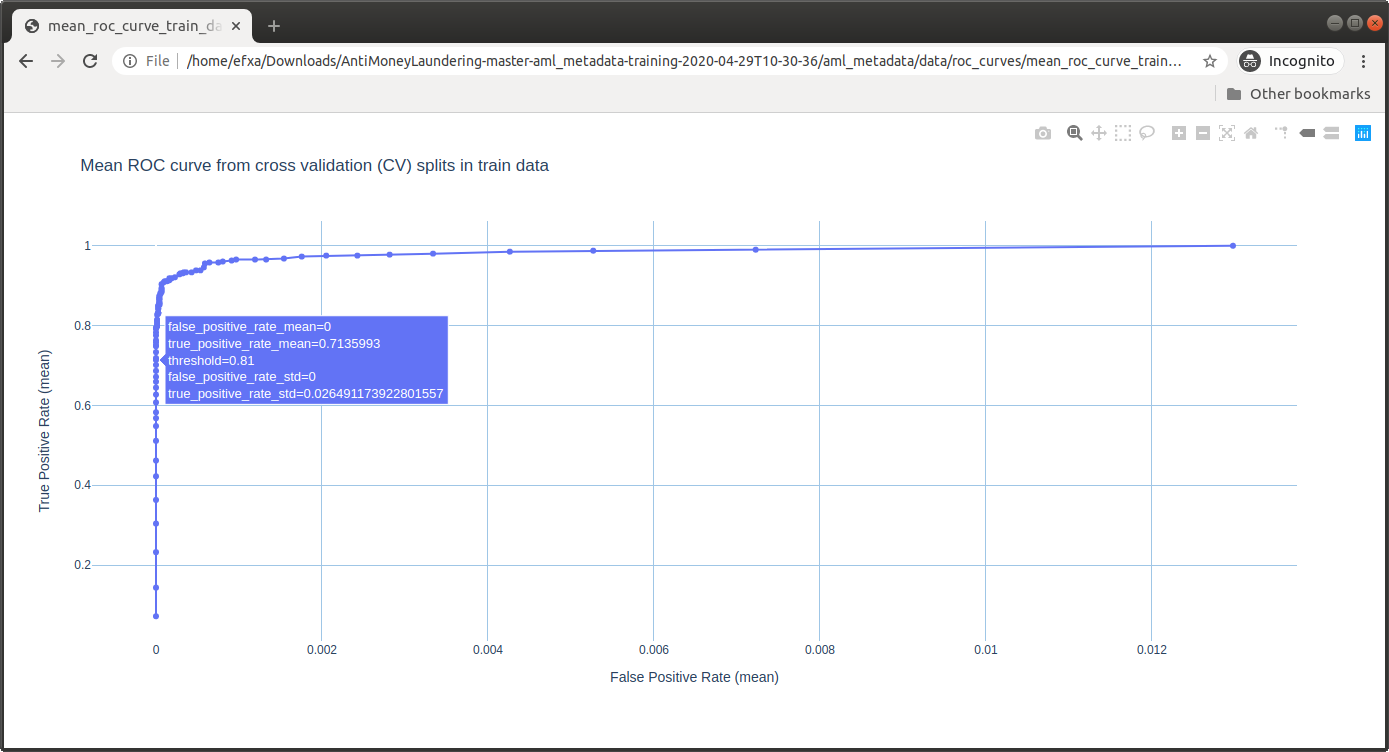 mean_roc_curve_train_da
File
/home/efxa/Downloads/AntiMoneyLaundering-master-aml_metadata-training-2020-04-29T10-30-36/aml_metadata/data/roc_curves/mean_roc_curve_train…
Incognito
Other bookmarks
Mean ROC curve from cross validation (CV) splits in train data
1
0.8
0.6
0.4
0.2
True Positive Rate (mean)
false_positive_rate_mean=0
true_positive_rate_mean=0.7135993
threshold=0.81
false_positive_rate_std=0
true_positive_rate_std=0.026491173922801557
0 0.002 0.004 0.006 0.008 0.01 0.012
False Positive Rate (mean)